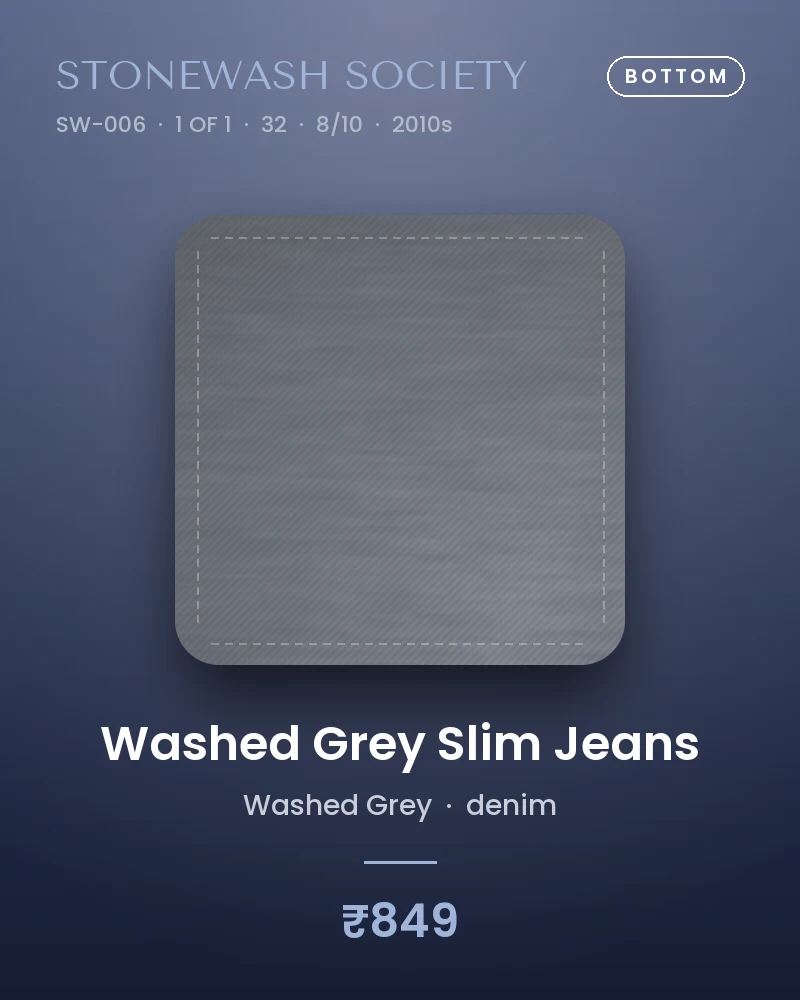 STONEWASH SOCIETY
BOTTOM
SW-006 · 1 OF 1 · 32 · 8/10 · 2010s
Washed Grey Slim Jeans
Washed Grey · denim
₹849